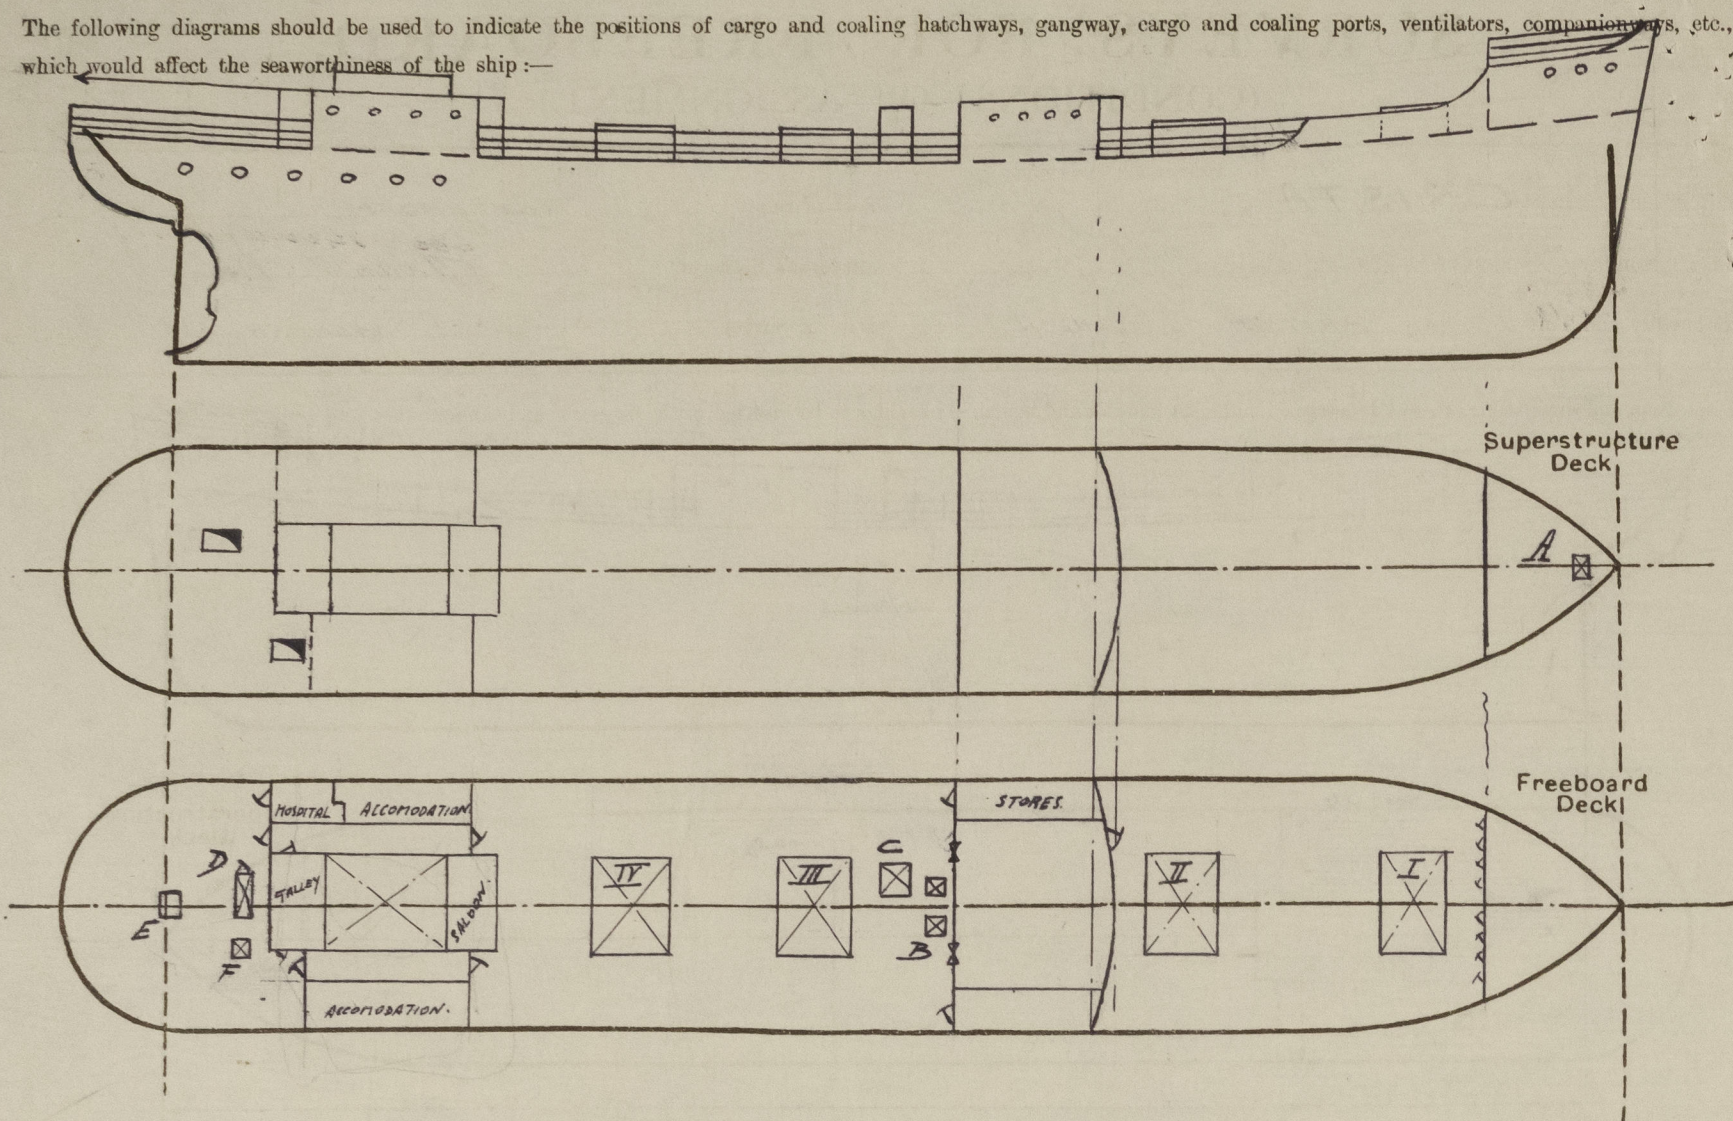 The following diagrams should be used to indicate the positions of cargo and coaling hatchways, gangway, cargo and coaling ports, ventilators, companionways, etc.,
which would affect the seaworthiness of the ship :—
Superstructure
Deck
A
Freeboard
Deck
HOSPITAL ACCOMODATION
STORES.
D
C
IV
III
II
I
GALLEY
SALOON.
E
B
F
ACCOMODATION.